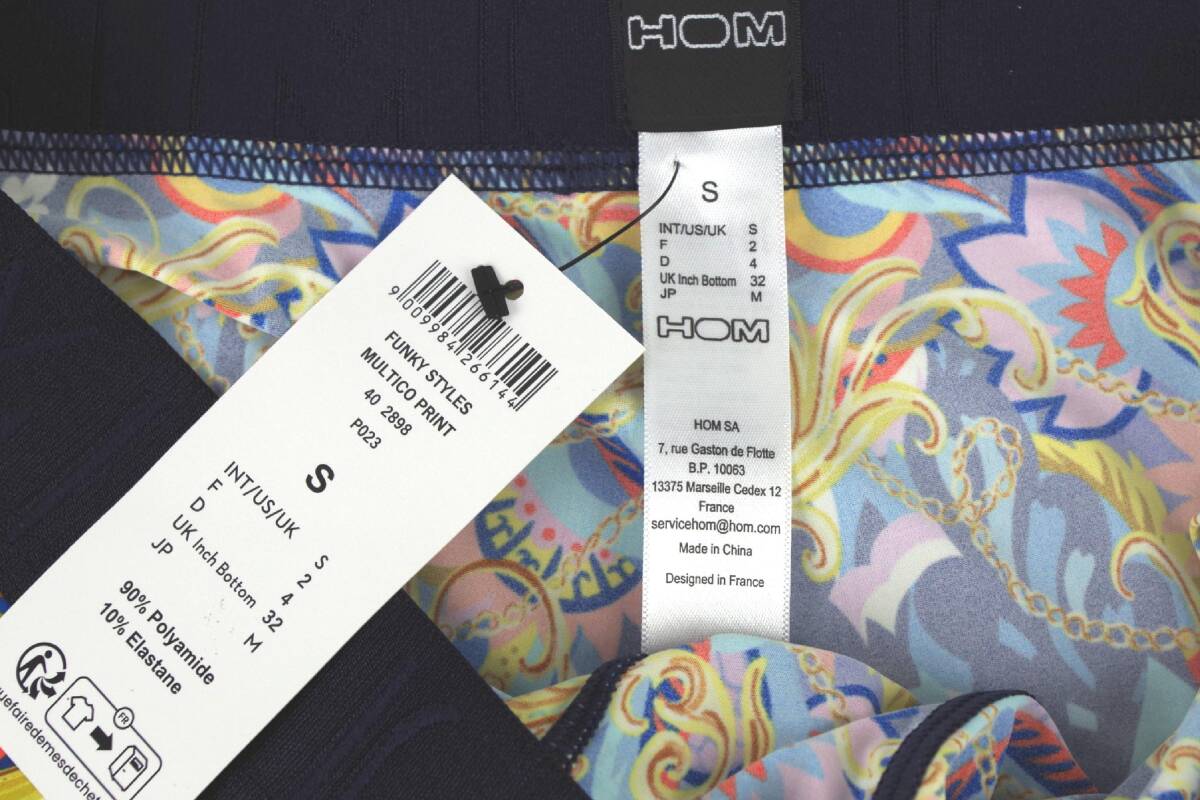 HOM
S
INT/US/UK S
F 2
D 4
UK Inch Bottom 32
JP M
HOM
HOM SA
7, rue Gaston de Flotte
B.P. 10063
13375 Marseille Cedex 12
France
servicehom@hom.com
Made in China
Designed in France
9 009984 266144
FUNKY STYLES
MULTICO PRINT
40 2898
P023
S
INT/US/UK S
F 2
D 4
UK Inch Bottom 32
JP M
90% Polyamide
10% Elastane
FR